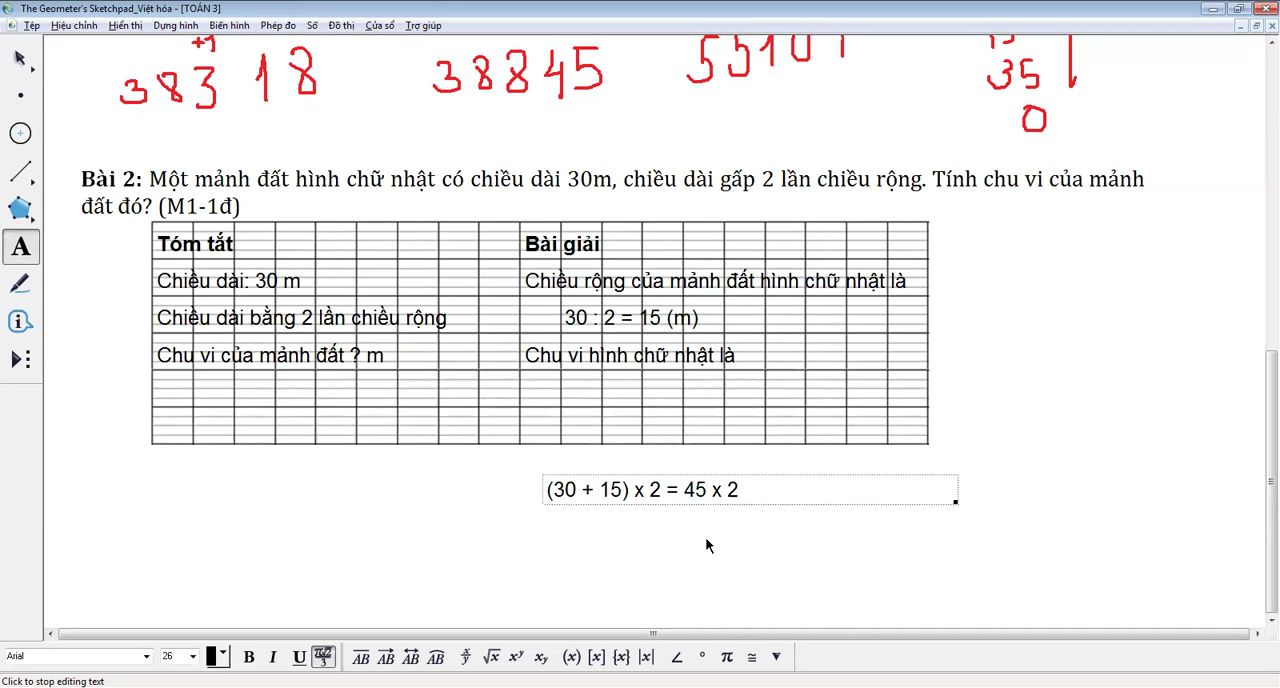 The Geometer's Sketchpad_Việt hóa - [TOÁN 3]
Tệp Hiệu chỉnh Hiển thị Dựng hình Biến hình Phép đo Số Đồ thị Cửa sổ Trợ giúp
+1
38318 38845 351
0
Bài 2: Một mảnh đất hình chữ nhật có chiều dài 30m, chiều dài gấp 2 lần chiều rộng. Tính chu vi của mảnh
đất đó? (M1-1đ)
Tóm tắt Bài giải
Chiều dài: 30 m Chiều rộng của mảnh đất hình chữ nhật là
Chiều dài bằng 2 lần chiều rộng 30 : 2 = 15 (m)
Chu vi của mảnh đất ? m Chu vi hình chữ nhật là
(30 + 15) x 2 = 45 x 2
Arial 26 B I U
Click to stop editing text